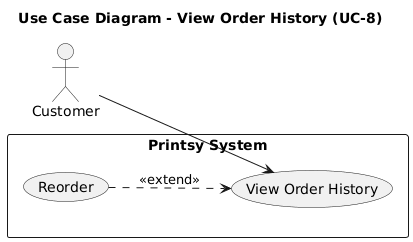 Use Case Diagram - View Order History (UC-8)
Customer
Printsy System
Reorder
«extend»
View Order History